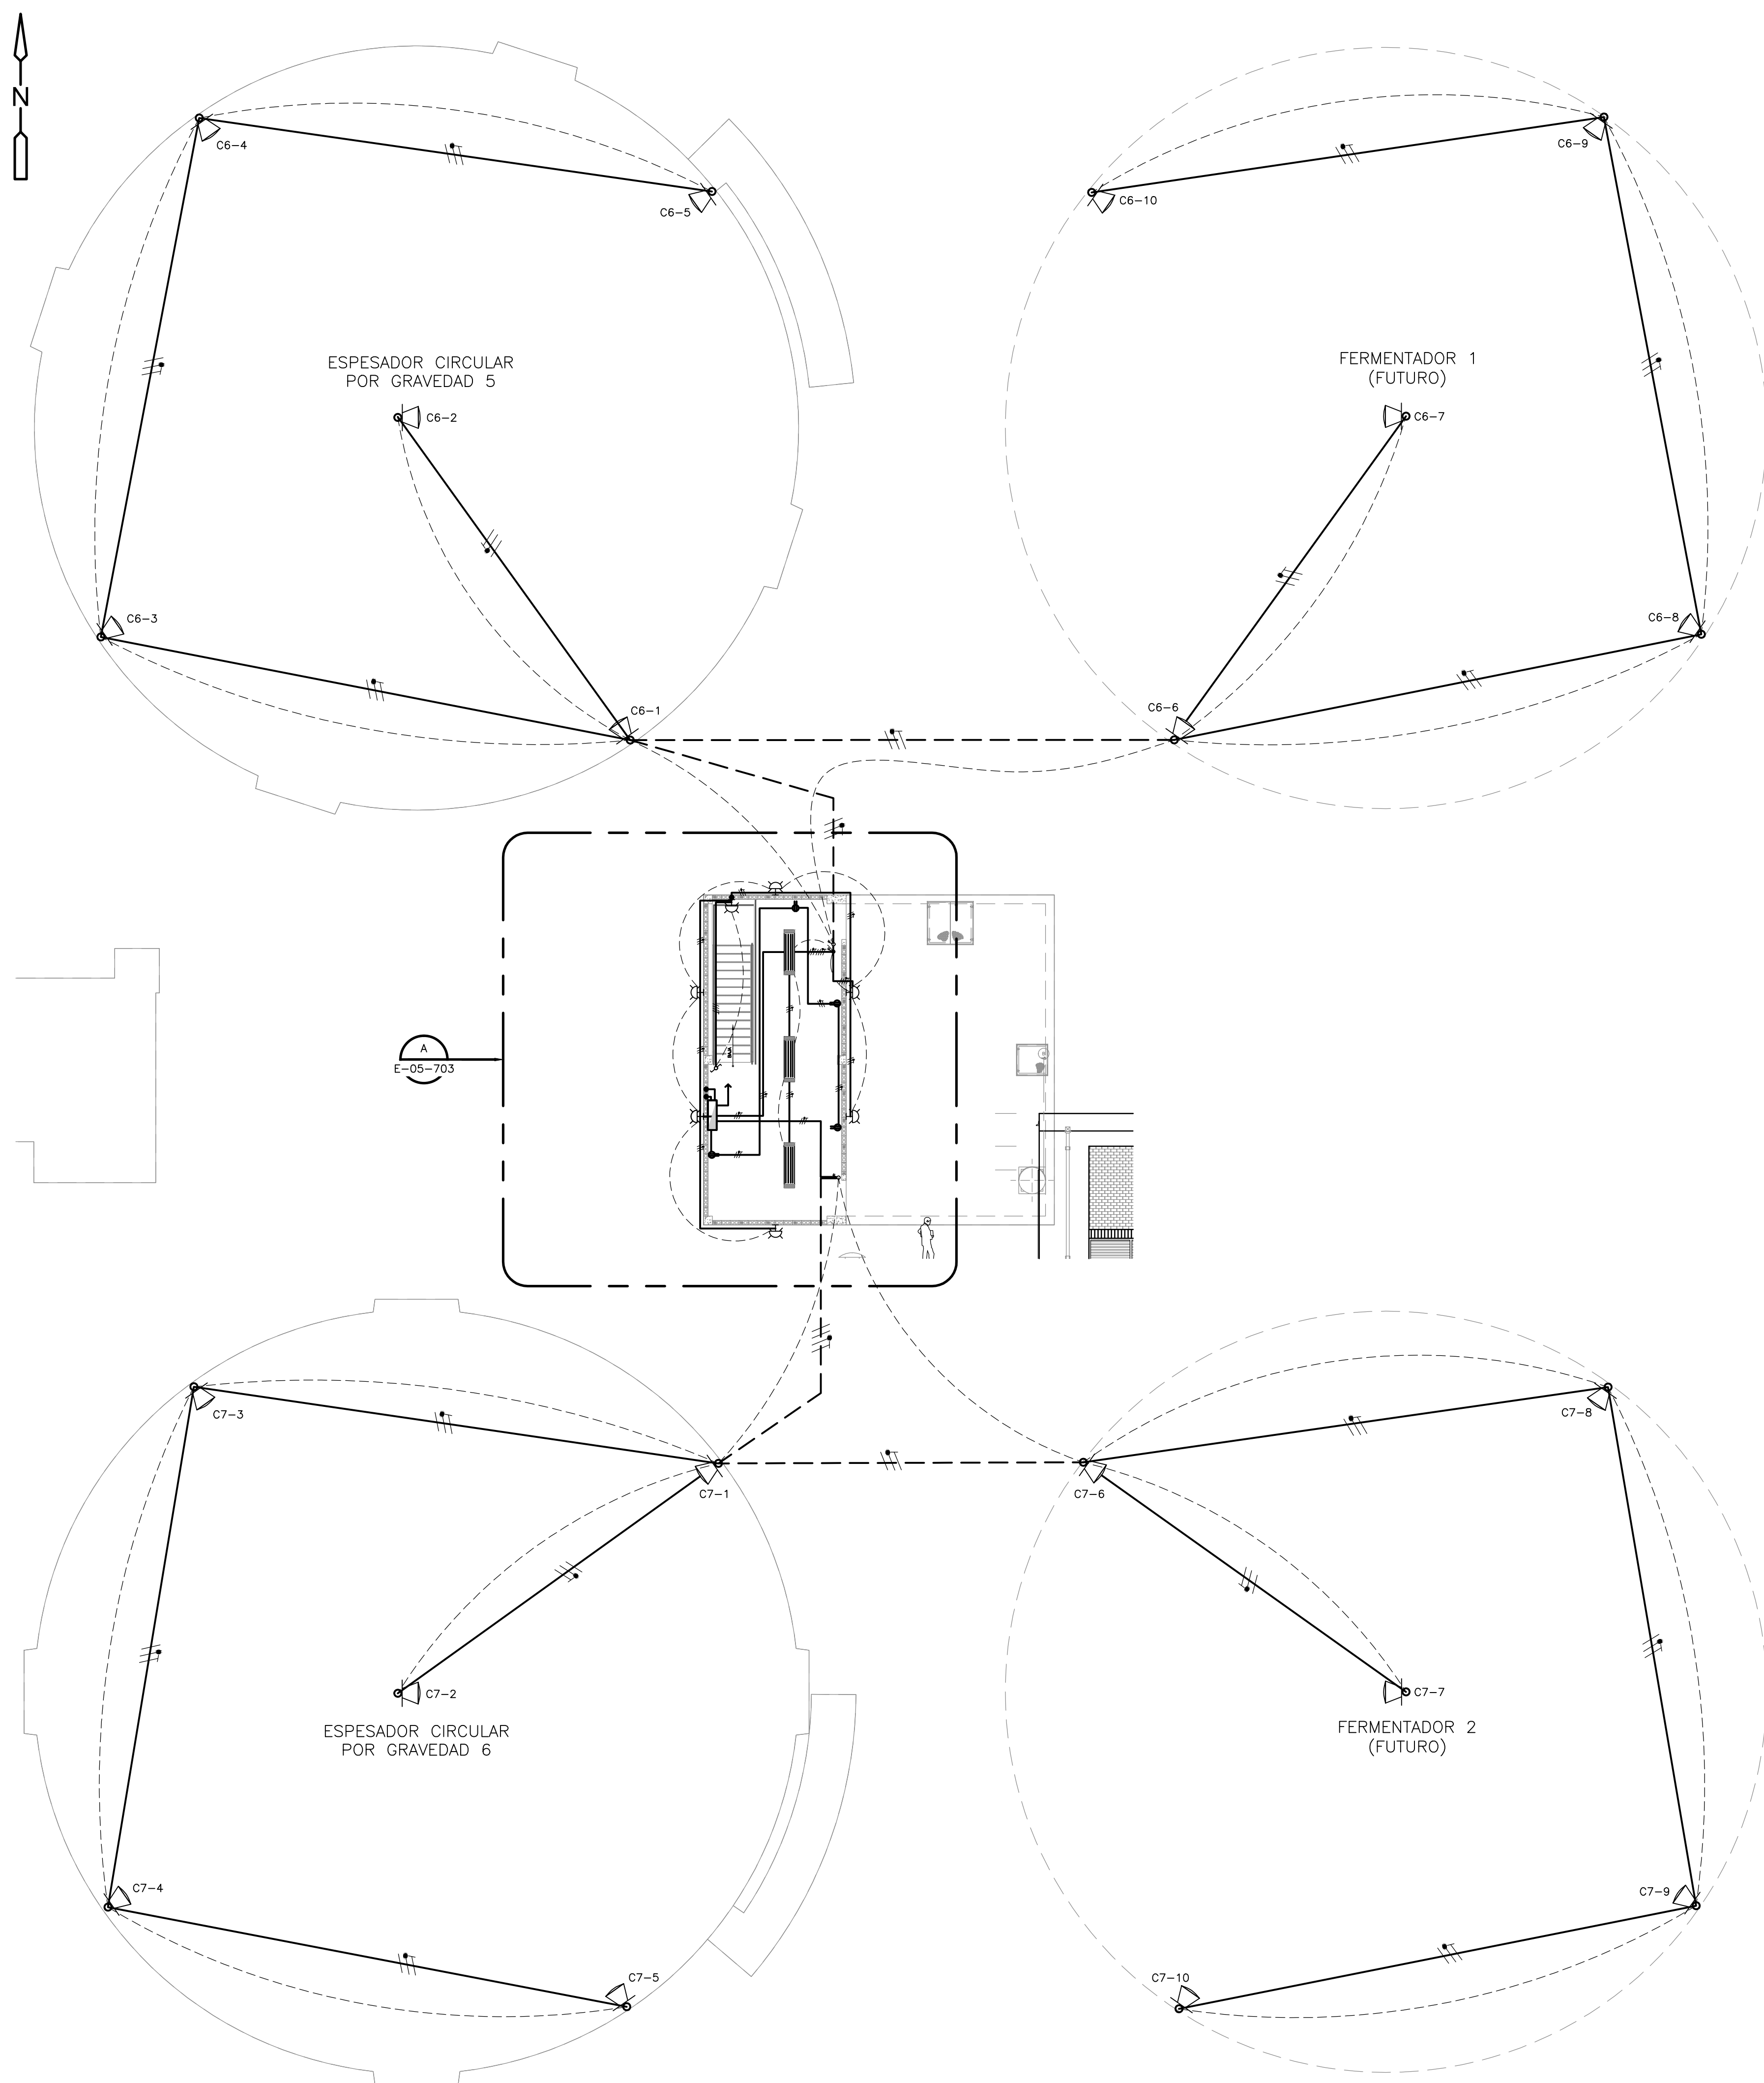 N
C6-4
C6-5
C6-9
C6-10
ESPESADOR CIRCULAR
POR GRAVEDAD 5
FERMENTADOR 1
(FUTURO)
C6-2
C6-7
C6-3
C6-8
C6-1
C6-6
A
E-05-703
C7-3
C7-8
C7-1
C7-6
C7-2
C7-7
ESPESADOR CIRCULAR
POR GRAVEDAD 6
FERMENTADOR 2
(FUTURO)
C7-4
C7-9
C7-5
C7-10